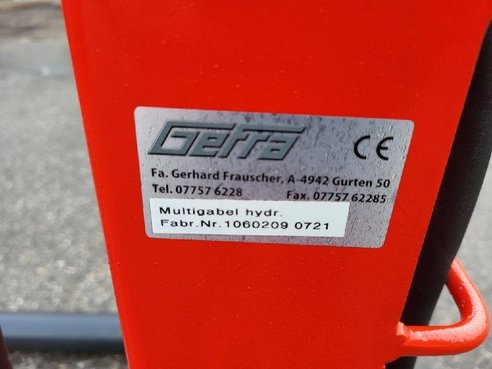 Gefra CE
Fa. Gerhard Frauscher, A-4942 Gurten 50
Tel. 07757 6228 Fax. 07757 62285
Multigabel hydr.
Fabr.Nr.1060209 0721